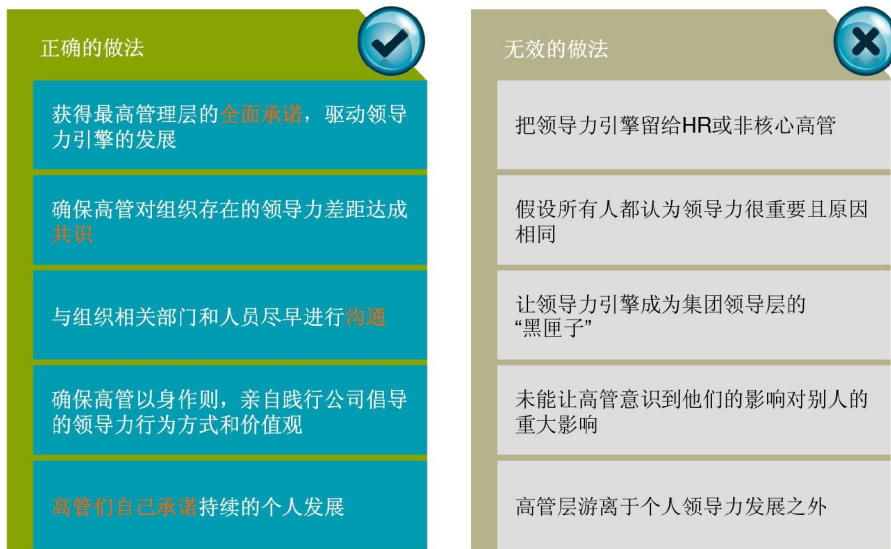 正确的做法
获得最高管理层的全面承诺，驱动领导
力引擎的发展
确保高管对组织存在的领导力差距达成
共识
与组织相关部门和人员尽早进行沟通
确保高管以身作则，亲自践行公司倡导
的领导力行为方式和价值观
高管们自己承诺持续的个人发展
无效的做法
把领导力引擎留给HR或非核心高管
假设所有人都认为领导力很重要且原因
相同
让领导力引擎成为集团领导层的
“黑匣子”
未能让高管意识到他们的影响对别人的
重大影响
高管层游离于个人领导力发展之外